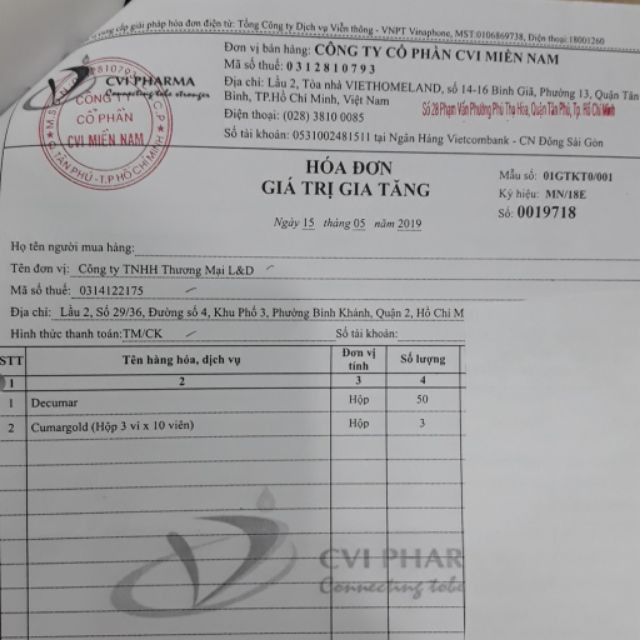 cung cấp giải pháp hóa đơn điện tử: Tổng Công ty Dịch vụ Viễn thông - VNPT Vinaphone, MST:0106869738, Điện thoại:18001260
Đơn vị bán hàng: CÔNG TY CỔ PHẦN CVI MIỀN NAM
Mã số thuế: 0312810793
Địa chỉ: Lầu 2, Tòa nhà VIETHOMELAND, số 14-16 Bình Giã, Phường 13, Quận Tân
Bình, TP.Hồ Chí Minh, Việt Nam
Số 28 Phạm Văn Phường Phú Thọ Hòa, Quận Tân Phú, Tp. Hồ Chí Minh
Điện thoại: (028) 3810 0085
Số tài khoản: 0531002481511 tại Ngân Hàng Vietcombank - CN Đông Sài Gòn
CVI PHARMA
Connecting tobe stronger
CÔNG TY
CỔ PHẦN
CVI MIỀN NAM
Q. TÂN PHÚ - T.P HỒ CHÍ MINH
HÓA ĐƠN
GIÁ TRỊ GIA TĂNG
Mẫu số: 01GTKT0/001
Ký hiệu: MN/18E
Số: 0019718
Ngày 15 tháng 05 năm 2019
Họ tên người mua hàng:
Tên đơn vị: Công ty TNHH Thương Mại L&D
Mã số thuế: 0314122175
Địa chỉ: Lầu 2, Số 29/36, Đường số 4, Khu Phố 3, Phường Bình Khánh, Quận 2, Hồ Chí M
Hình thức thanh toán:TM/CK Số tài khoản:
STT Tên hàng hóa, dịch vụ Đơn vị tính Số lượng
1 2 3 4
1 Decumar Hộp 50
2 Cumargold (Hộp 3 vỉ x 10 viên) Hộp 3
CVI PHAR
Connecting tobe